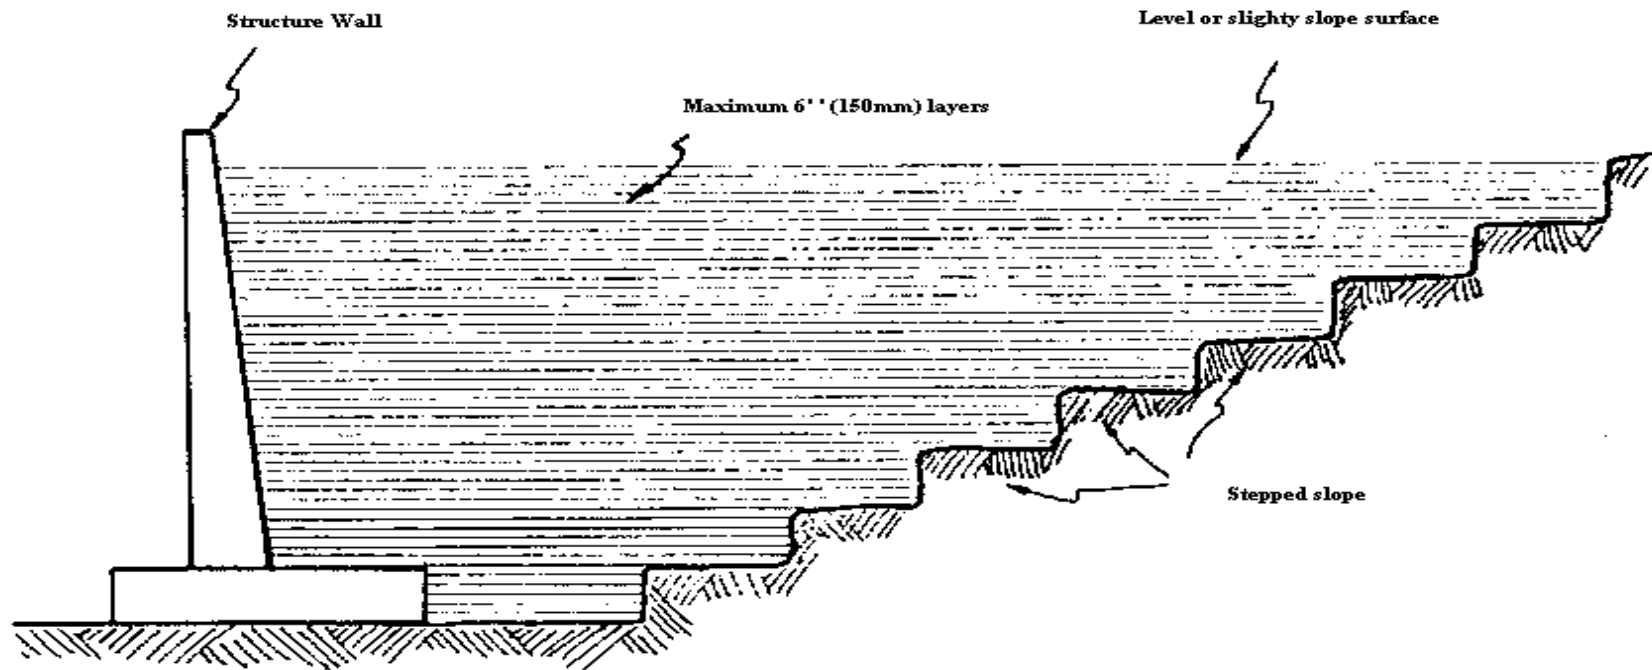 Structure Wall
Level or slighty slope surface
Maximum 6'' (150mm) layers
Stepped slope